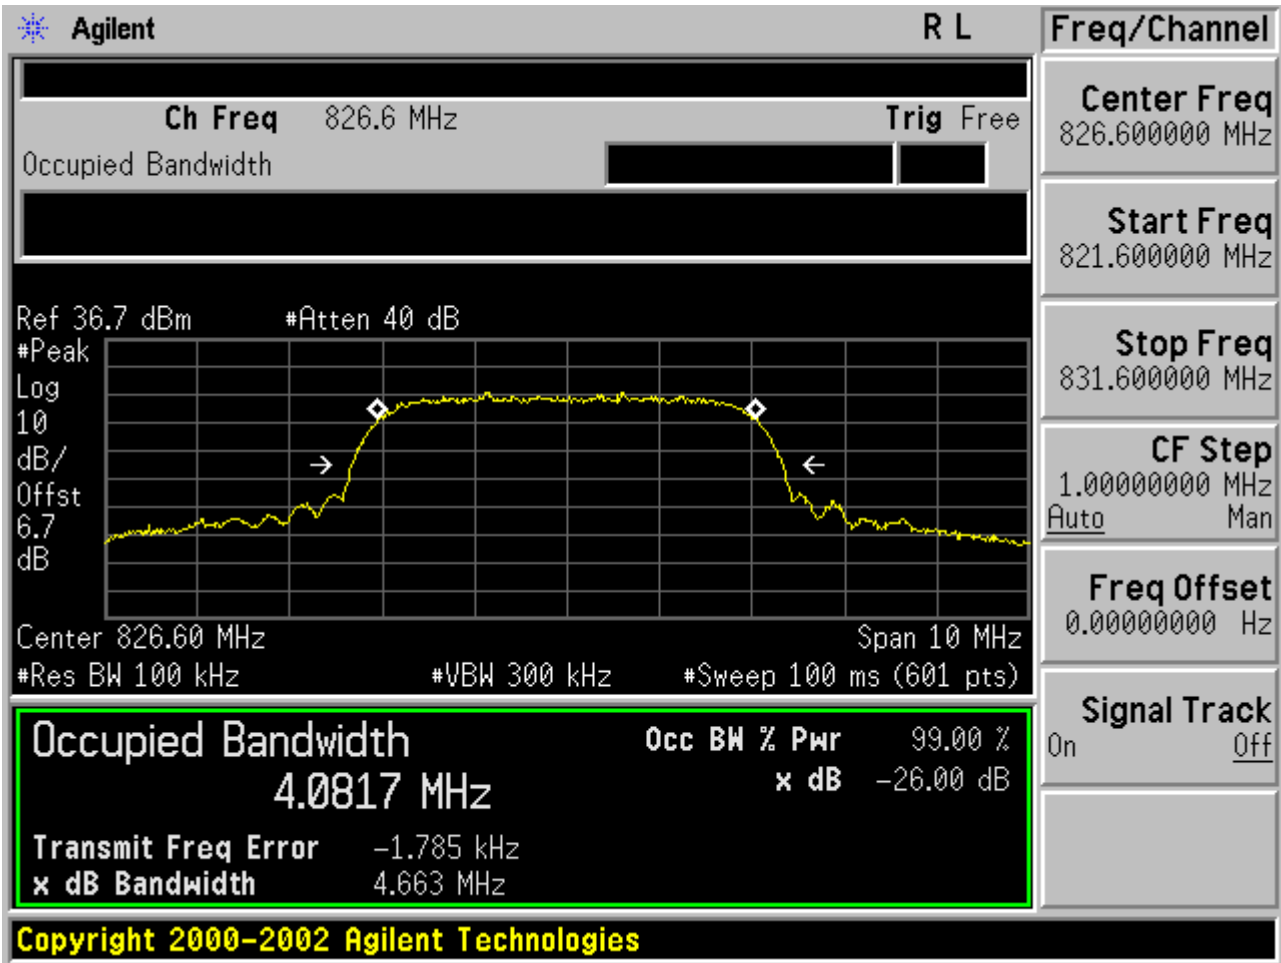 Agilent
R L
Freq/Channel
Ch Freq 826.6 MHz Trig Free
Occupied Bandwidth
Center Freq
826.600000 MHz
Start Freq
821.600000 MHz
Stop Freq
831.600000 MHz
CF Step
1.00000000 MHz
Auto Man
Freq Offset
0.00000000 Hz
Signal Track
On Off
Ref 36.7 dBm #Atten 40 dB
#Peak
Log
10
dB/
Offst
6.7
dB
Center 826.60 MHz Span 10 MHz
#Res BW 100 kHz #VBW 300 kHz #Sweep 100 ms (601 pts)
Occupied Bandwidth
4.0817 MHz
Occ BW % Pwr 99.00 %
x dB -26.00 dB
Transmit Freq Error -1.785 kHz
x dB Bandwidth 4.663 MHz
Copyright 2000-2002 Agilent Technologies